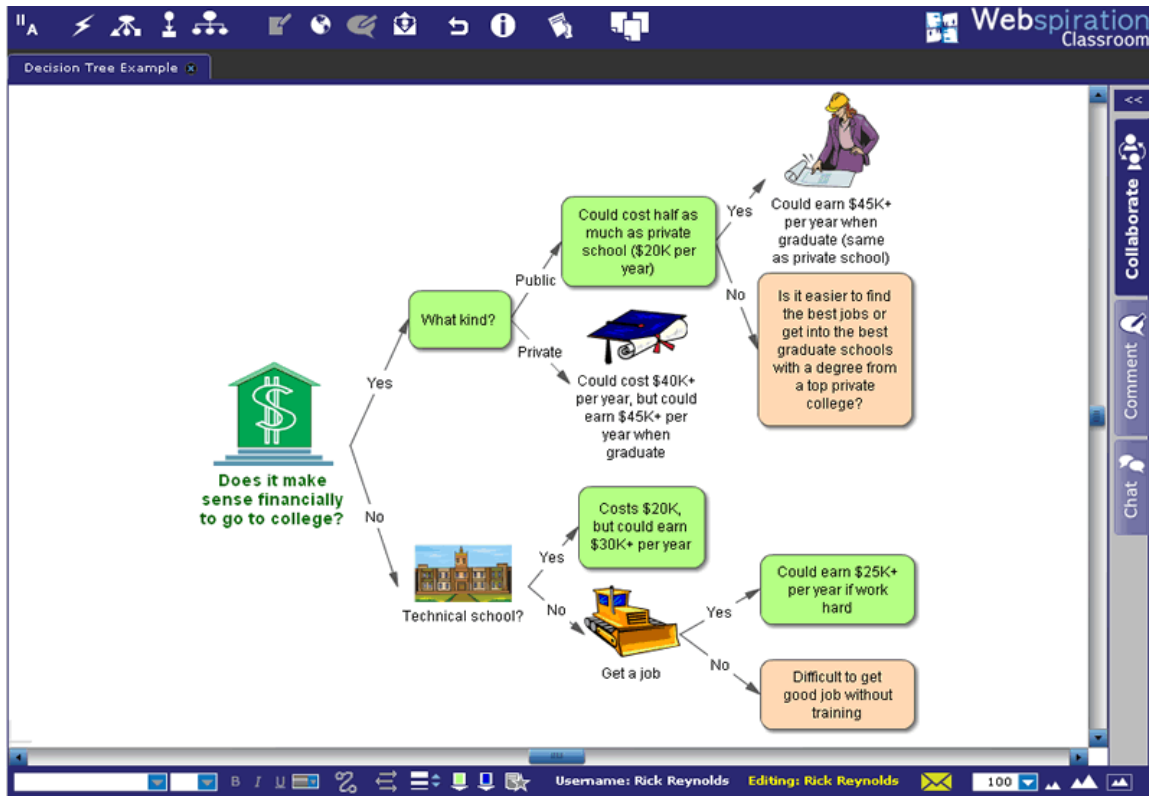 II A
Webspiration
Classroom
Decision Tree Example
<<
Collaborate
Comment
Chat
Does it make
sense financially
to go to college?
Yes
No
What kind?
Public
Private
Could cost half as
much as private
school ($20K per
year)
Yes
No
Could earn $45K+
per year when
graduate (same
as private school)
Is it easier to find
the best jobs or
get into the best
graduate schools
with a degree from
a top private
college?
Could cost $40K+
per year, but could
earn $45K+ per
year when
graduate
Technical school?
Yes
No
Costs $20K,
but could earn
$30K+ per year
Get a job
Yes
No
Could earn $25K+
per year if work
hard
Difficult to get
good job without
training
B I U
Username: Rick Reynolds
Editing: Rick Reynolds
100